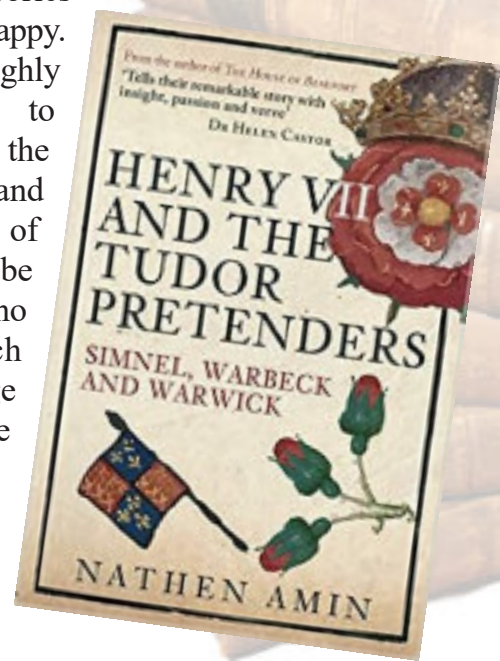 appy.
ghly
to
the
and
of
be
ch
e
e
From the author of THE HOUSE OF BEAUFORT
'Tells their remarkable story with
insight, passion and verve'
DR HELEN CASTOR
HENRY VII
AND THE
TUDOR
PRETENDERS
SIMNEL, WARBECK
AND WARWICK
NATHEN AMIN